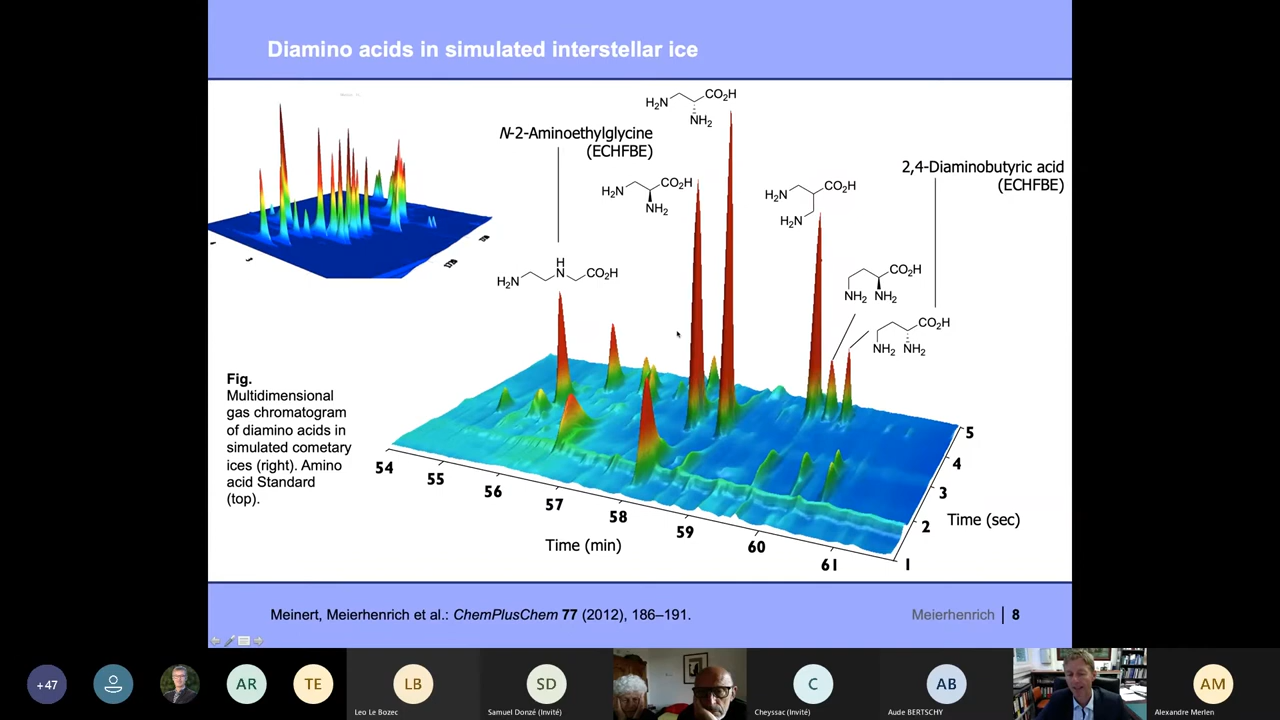 Diamino acids in simulated interstellar ice
H₂N CO₂H
NH₂
N-2-Aminoethylglycine
(ECHFBE)
2,4-Diaminobutyric acid
(ECHFBE)
H₂N CO₂H
NH₂
H₂N CO₂H
H₂N
H
H₂N N CO₂H
CO₂H
NH₂ NH₂
CO₂H
NH₂ NH₂
Fig.
Multidimensional
gas chromatogram
of diamino acids in
simulated cometary
ices (right). Amino
acid Standard
(top).
54
55
56
57
58
59
60
61
Time (min)
5
4
3
2
1
Time (sec)
Meinert, Meierhenrich et al.: ChemPlusChem 77 (2012), 186–191.
Meierhenrich | 8
+47
AR
TE
LB
SD
C
AB
AM
Leo Le Bozec
Samuel Donzé (Invité)
Cheyssac (Invité)
Aude BERTSCHY
Alexandre Merlen